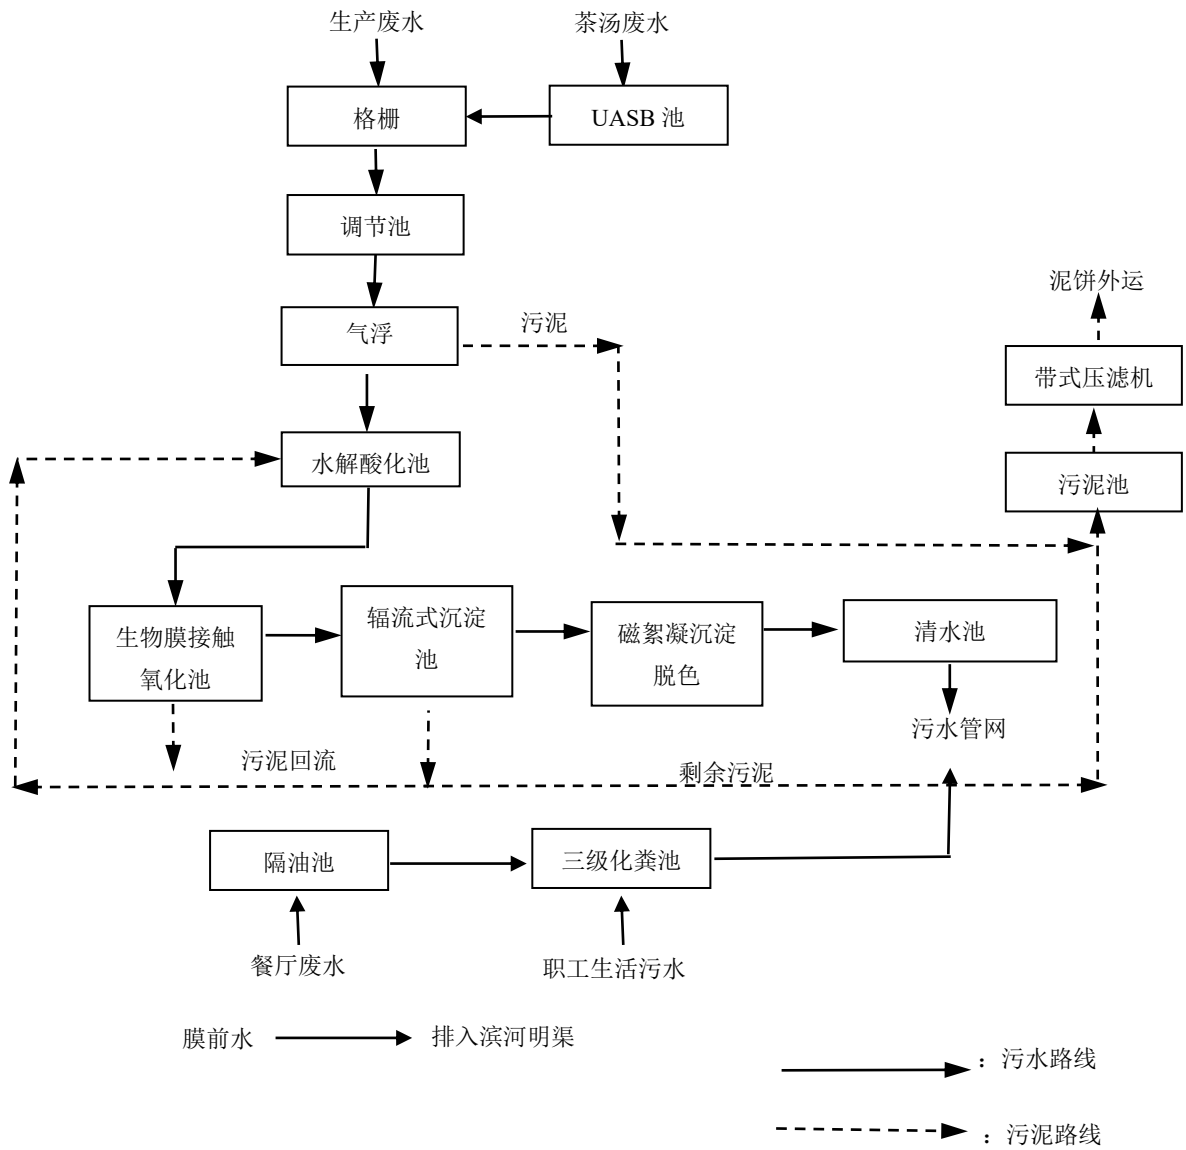 生产废水
茶汤废水
格栅
UASB 池
调节池
气浮
污泥
泥饼外运
带式压滤机
水解酸化池
污泥池
生物膜接触
氧化池
辐流式沉淀
池
磁絮凝沉淀
脱色
清水池
污水管网
污泥回流
剩余污泥
隔油池
三级化粪池
餐厅废水
职工生活污水
膜前水
排入滨河明渠
：污水路线
：污泥路线